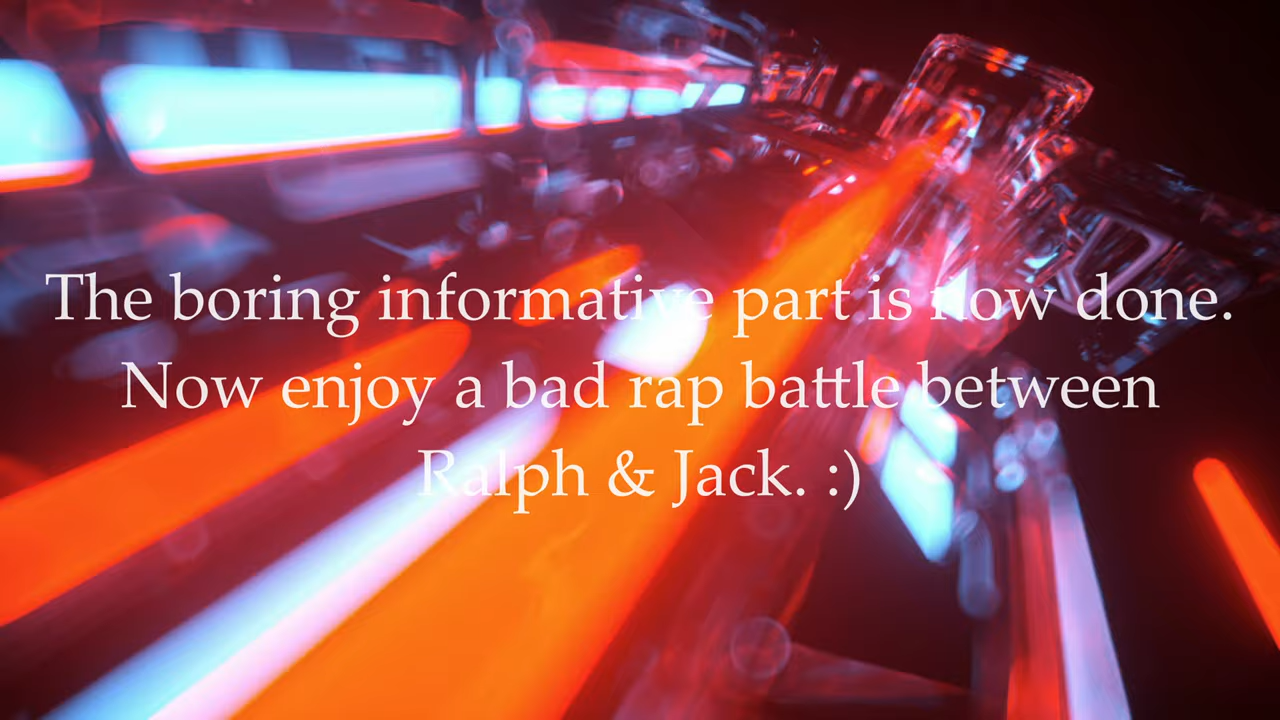 The boring informative part is now done.
Now enjoy a bad rap battle between
Ralph & Jack. :)